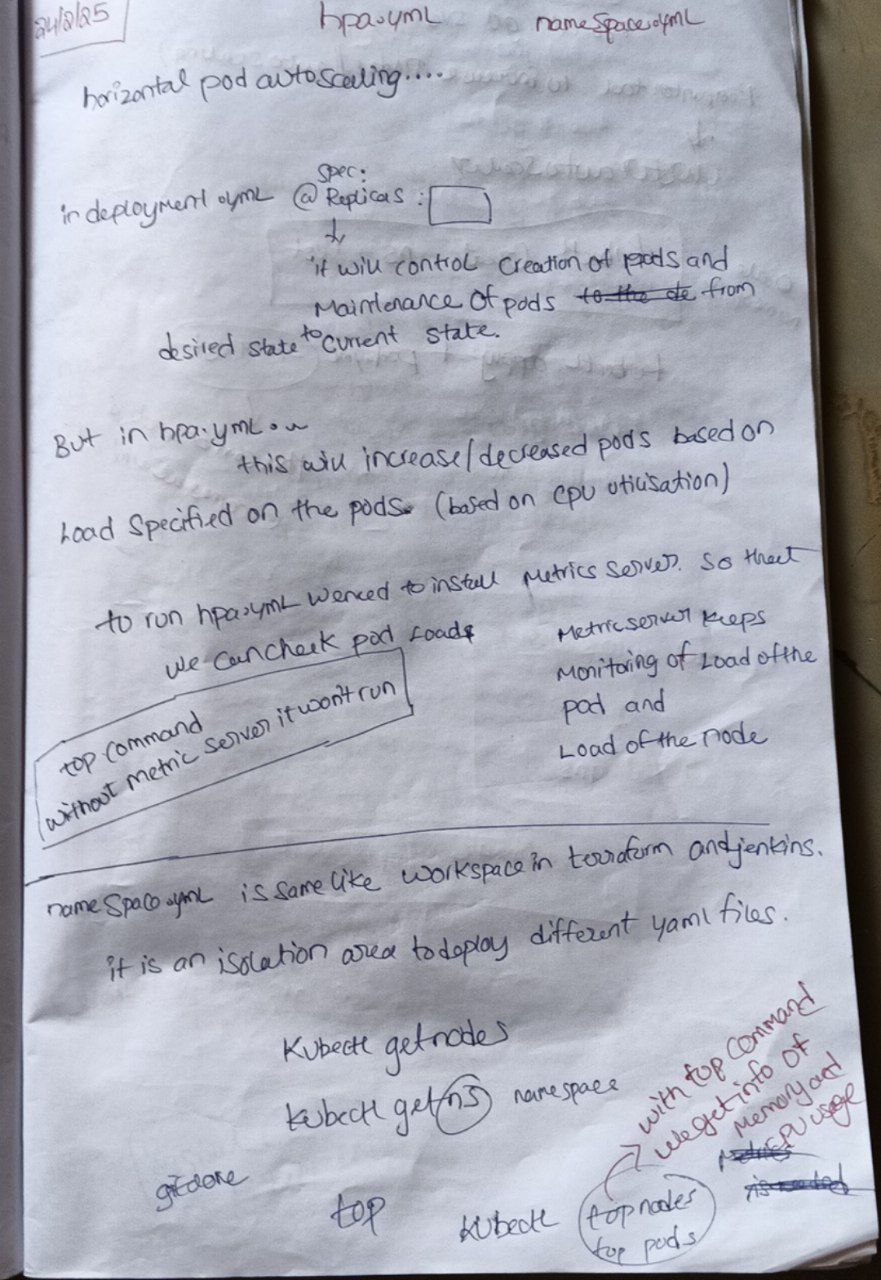 24/2/25
hpa.yml namespace.yml
horizontal pod autoscaling....
spec:
in deployment .yml @ Replicas :
it will control creation of pods and
Maintenance of pods to the de from
desired state to current state.
But in hpa.yml
this will increase/decreased pods based on
Load specified on the pods. (based on CPU utilisation)
to run hpa.yml we need to install Metrics server. so that
we can check pod Loads
Metric server keeps
Monitoring of Load of the
pod and
Load of the node
top command
without metric server it won't run
namespace.yml is same like workspace in terraform and jenkins.
it is an isolation area to deploy different yaml files.
Kubectl get nodes
Kubectl get ns namespace
with top command
we get info of
Memory and
CPU usage
is needed
top
Kubectl top nodes
top pods